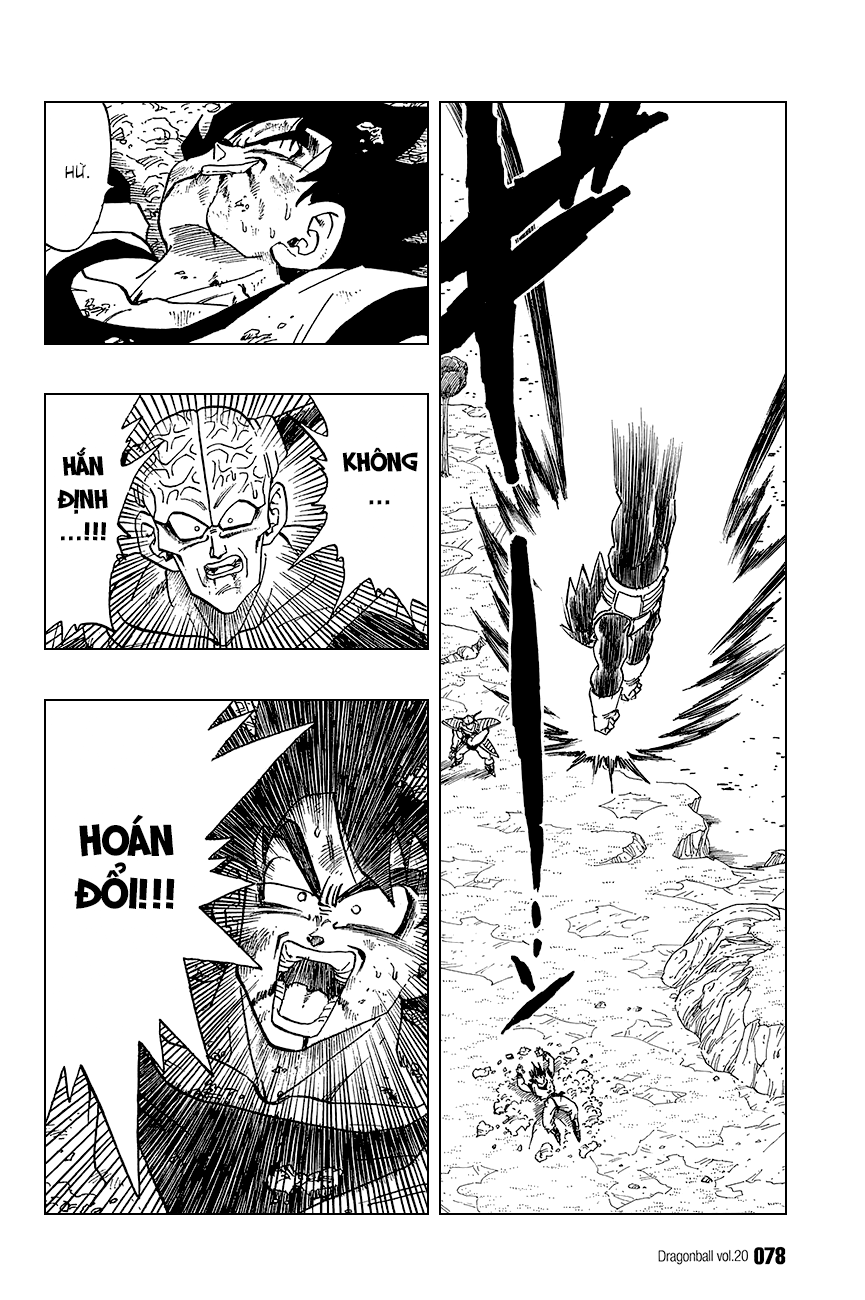 HỪ.
KHÔNG
...
HẮN
ĐỊNH
...!!!
HOÁN
ĐỔI!!!
Dragonball vol.20 078